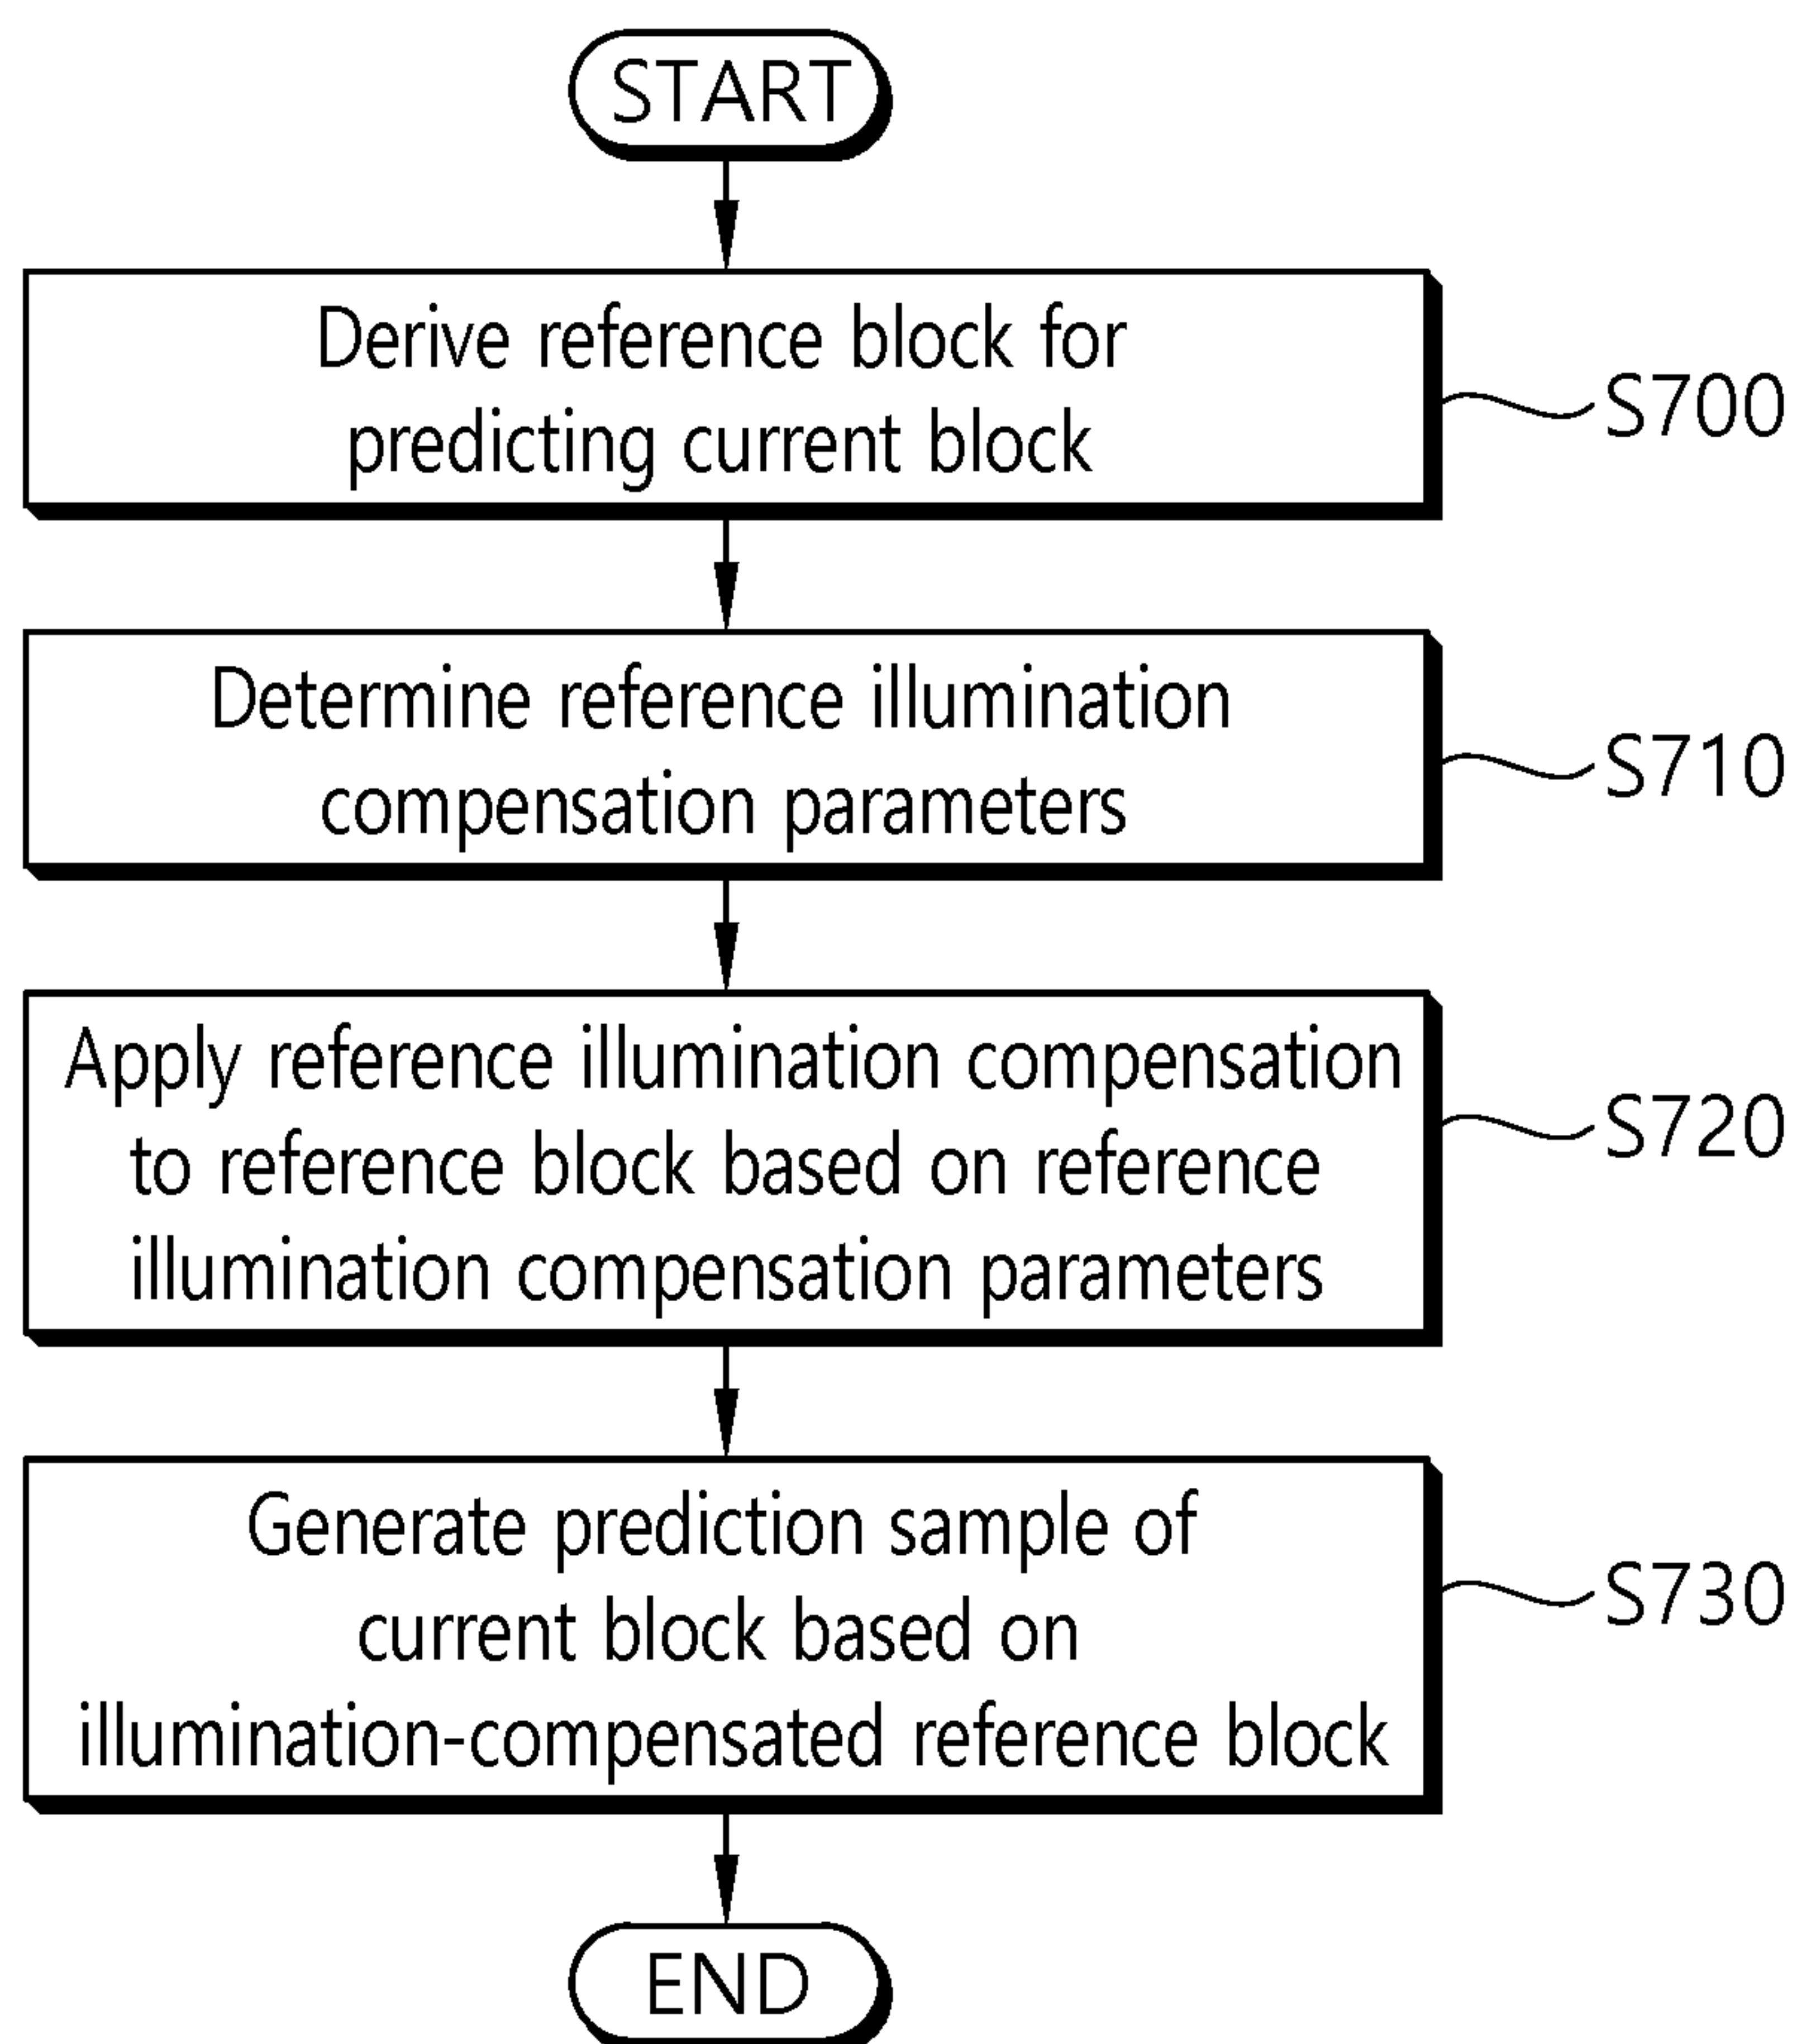 START
Derive reference block for
predicting current block
S700
Determine reference illumination
compensation parameters
S710
Apply reference illumination compensation
to reference block based on reference
illumination compensation parameters
S720
Generate prediction sample of
current block based on
illumination-compensated reference block
S730
END